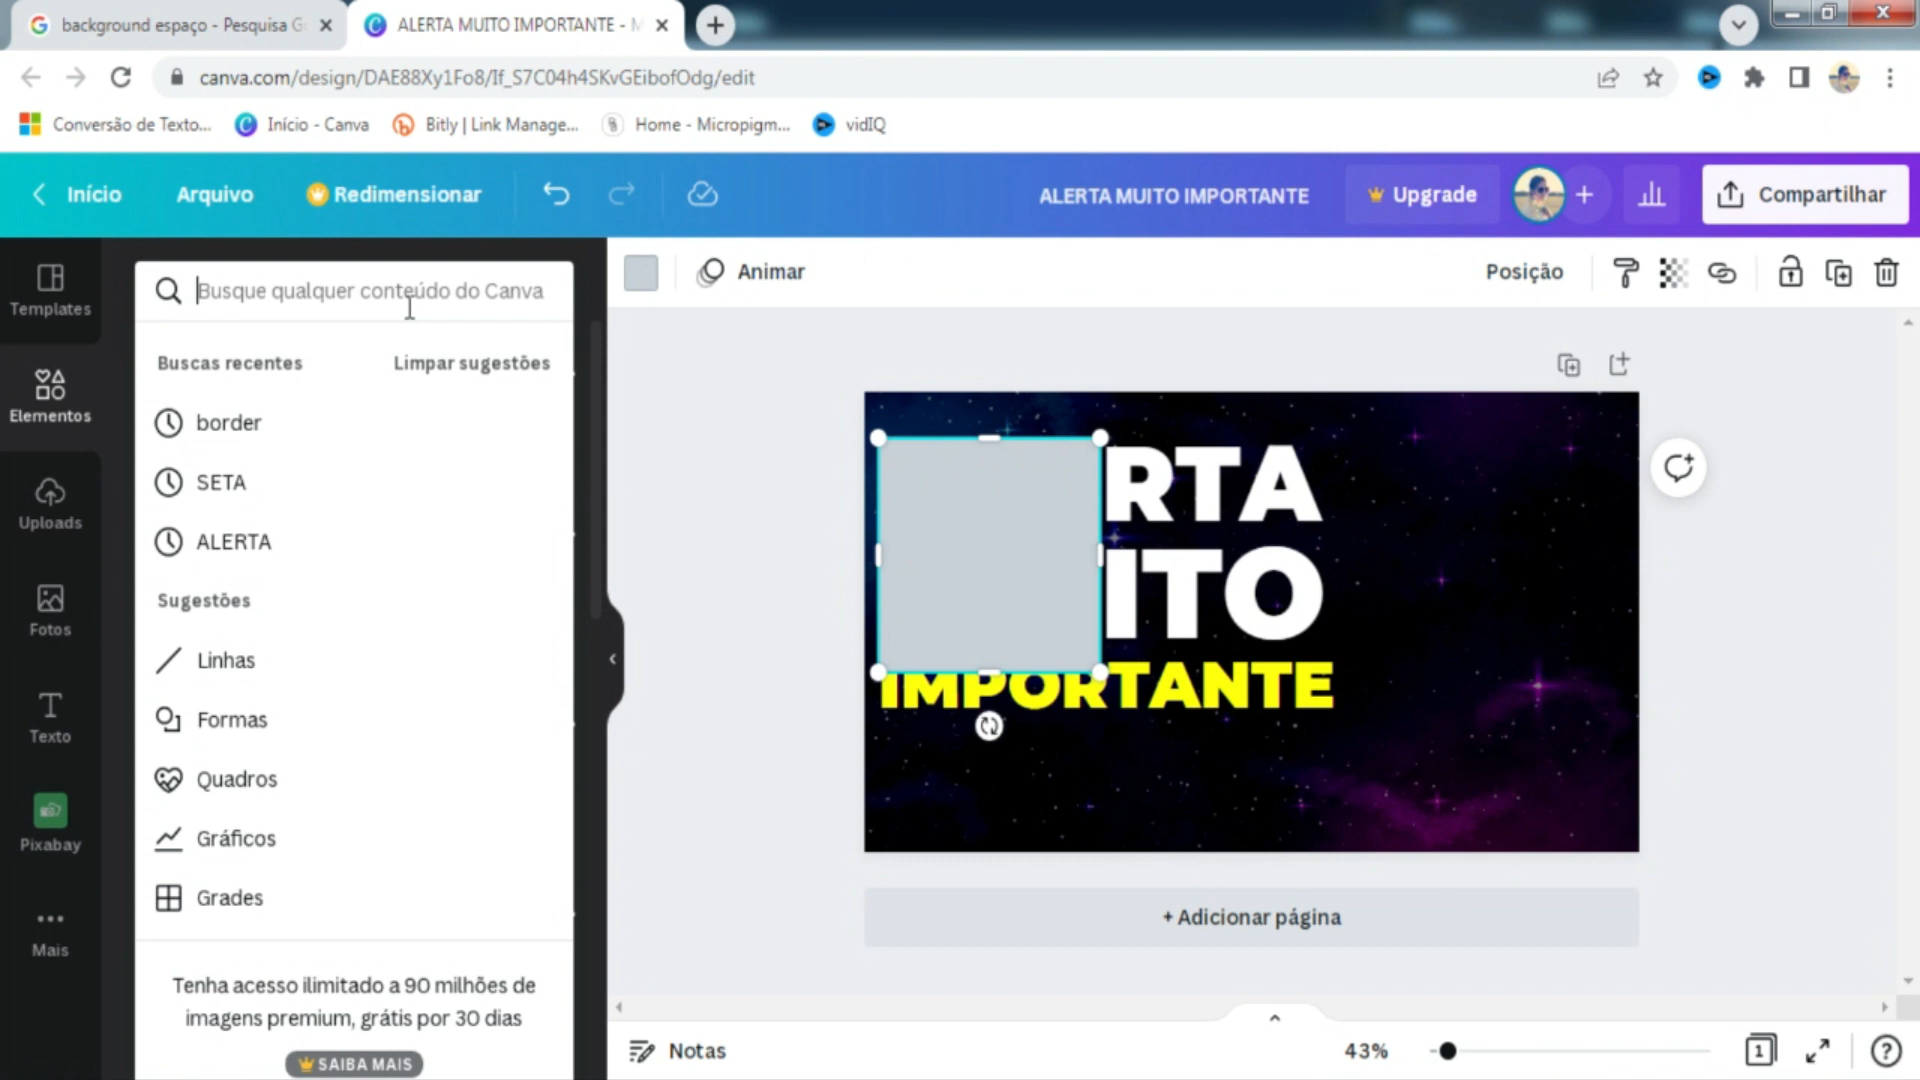 background espaço - Pesquisa G
ALERTA MUITO IMPORTANTE - M
canva.com/design/DAE88Xy1Fo8/If_S7C04h4SKvGEibofOdg/edit
Conversão de Texto...
Início - Canva
Bitly | Link Manage...
Home - Micropigm...
vidIQ
Início
Arquivo
Redimensionar
ALERTA MUITO IMPORTANTE
Upgrade
Compartilhar
Templates
Elementos
Uploads
Fotos
Texto
Pixabay
Mais
Busque qualquer conteúdo do Canva
Buscas recentes
Limpar sugestões
border
SETA
ALERTA
Sugestões
Linhas
Formas
Quadros
Gráficos
Grades
Tenha acesso ilimitado a 90 milhões de
imagens premium, grátis por 30 dias
SAIBA MAIS
Animar
Posição
RTA
ITO
IMPORTANTE
+ Adicionar página
Notas
43%
1